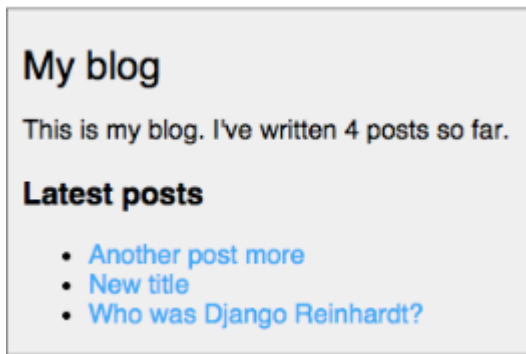 My blog
This is my blog. I've written 4 posts so far.
Latest posts
Another post more
New title
Who was Django Reinhardt?